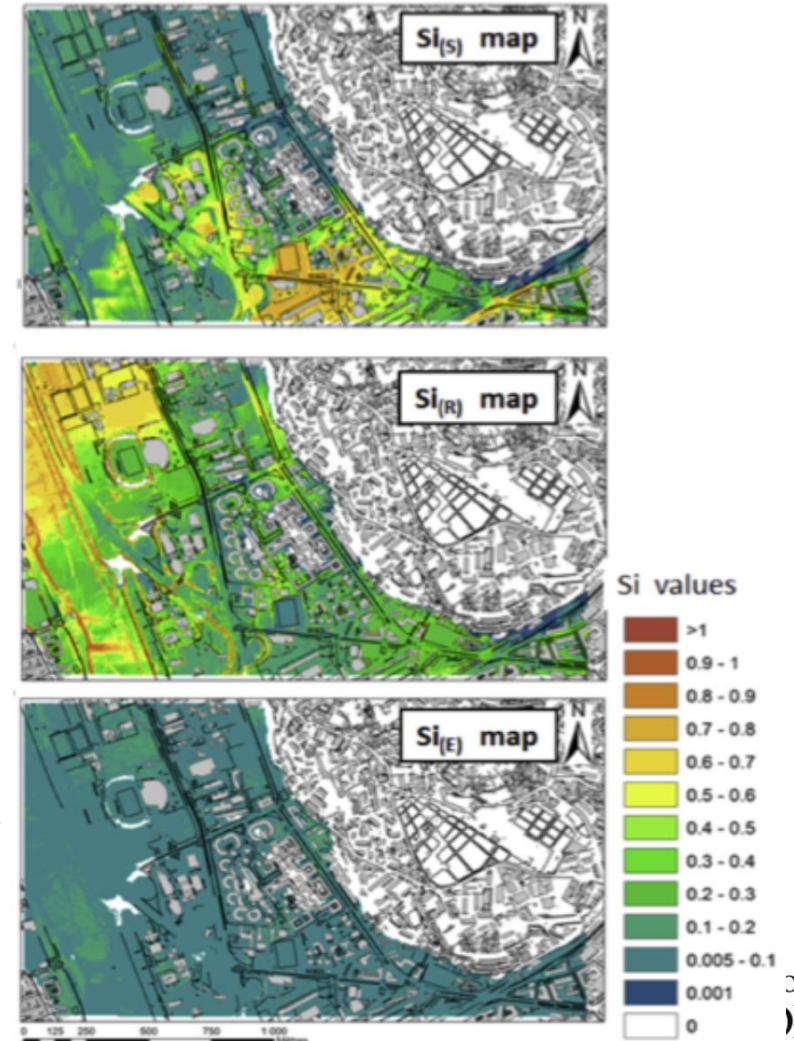 Si(S) map
N
Si(R) map
N
Si values
>1
0.9 - 1
0.8 - 0.9
0.7 - 0.8
0.6 - 0.7
0.5 - 0.6
0.4 - 0.5
0.3 - 0.4
0.2 - 0.3
0.1 - 0.2
0.005 - 0.1
0.001
0
Si(E) map
N
0 125 250 500 750 1 000